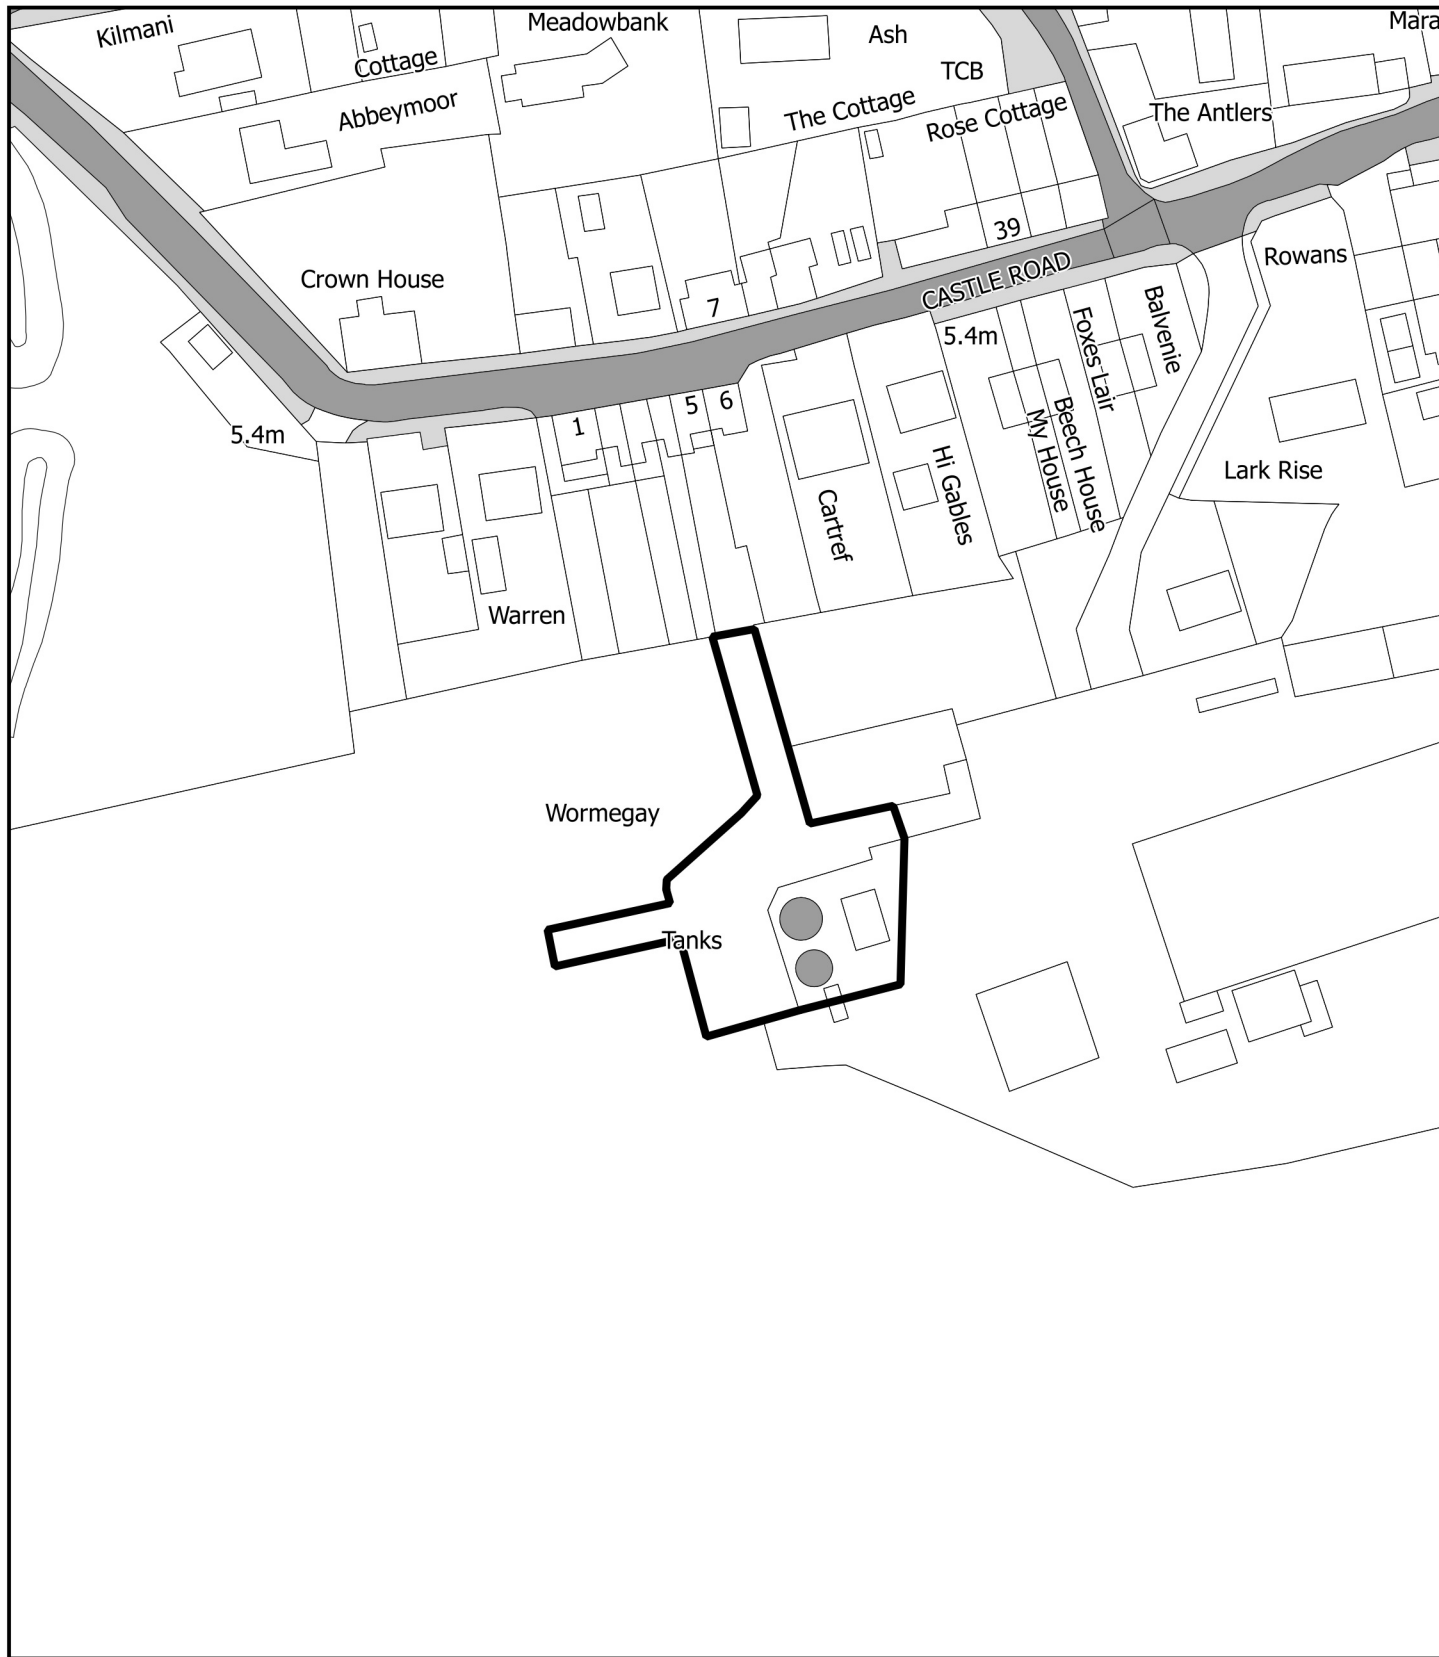 Kilmani
Meadowbank
Ash
Mara
Cottage
TCB
Abbeymoor
The Cottage
Rose Cottage
The Antlers
39
Rowans
Crown House
CASTLE ROAD
7
Balvenie
5.4m
Foxes Lair
5
6
1
5.4m
Beech House
My House
Hi Gables
Lark Rise
Cartref
Warren
Wormegay
Tanks